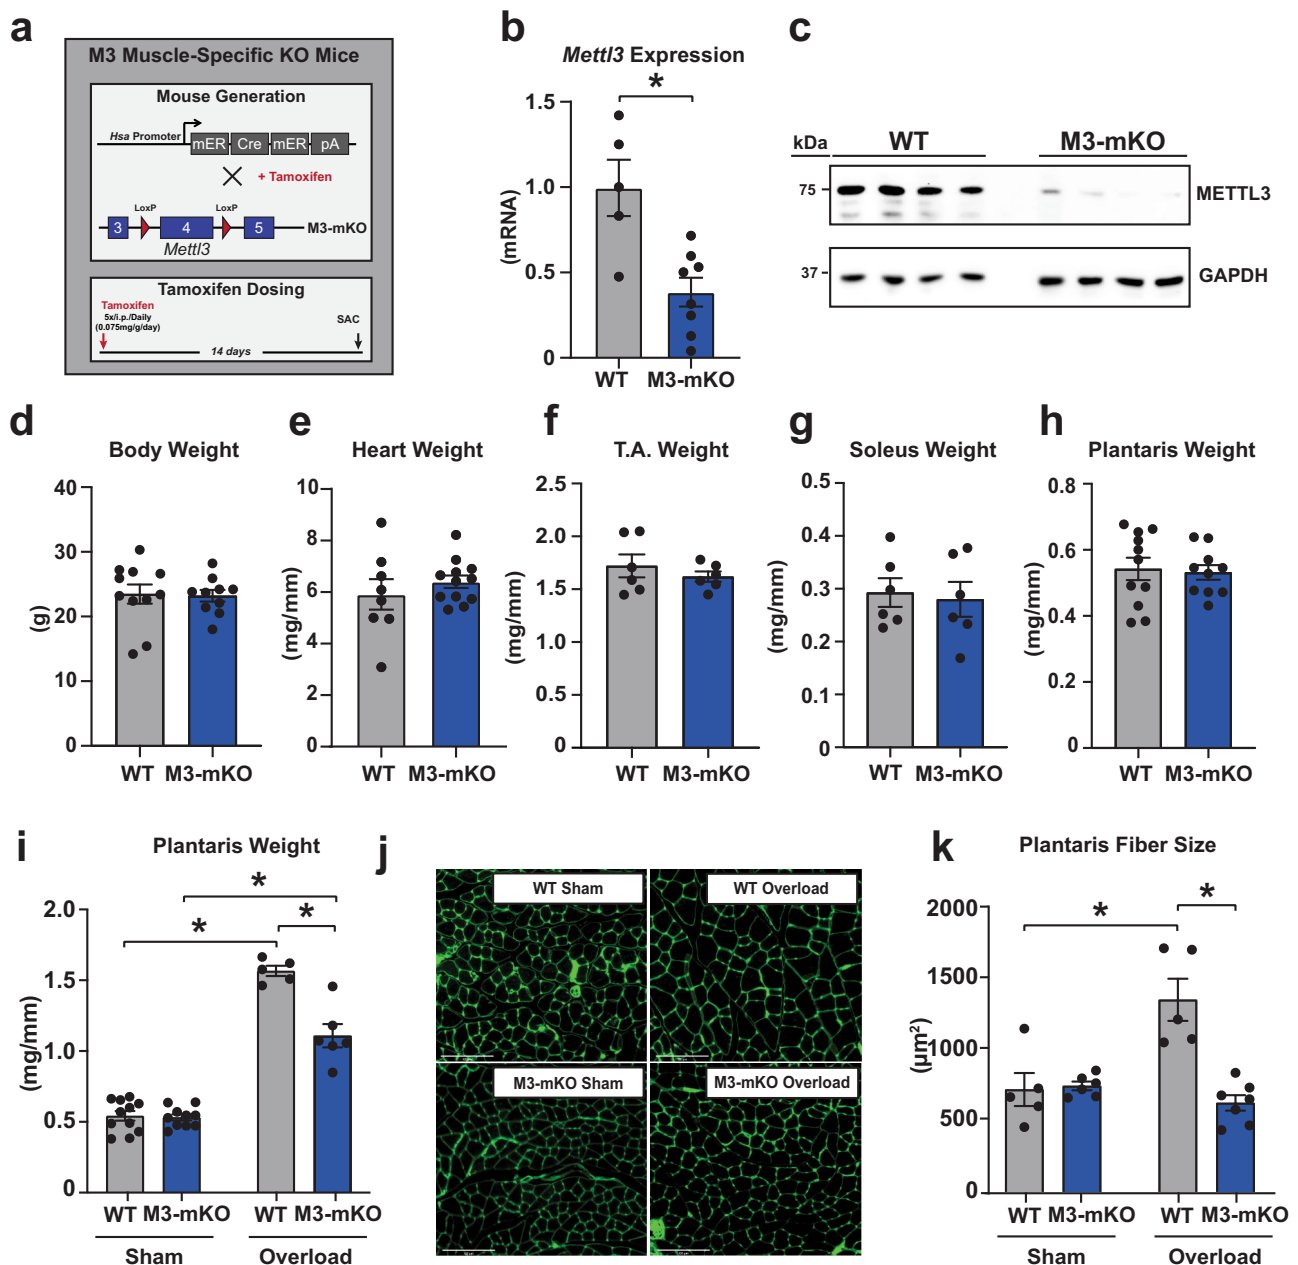 a
M3 Muscle-Specific KO Mice
Mouse Generation
Hsa Promoter
mER Cre mER pA
+ Tamoxifen
LoxP LoxP
3 4 5 M3-mKO
Mettl3
Tamoxifen Dosing
Tamoxifen
5x/i.p./Daily
(0.075mg/g/day)
SAC
14 days
b
Mettl3 Expression
*
(mRNA)
1.5
1.0
0.5
0
WT M3-mKO
c
kDa WT M3-mKO
75 METTL3
37 GAPDH
d
Body Weight
(g)
40
30
20
10
0
WT M3-mKO
e
Heart Weight
(mg/mm)
10
8
6
4
2
0
WT M3-mKO
f
T.A. Weight
(mg/mm)
2.5
2.0
1.5
1.0
0.5
0
WT M3-mKO
g
Soleus Weight
(mg/mm)
0.5
0.4
0.3
0.2
0.1
0
WT M3-mKO
h
Plantaris Weight
(mg/mm)
0.8
0.6
0.4
0.2
0
WT M3-mKO
i
Plantaris Weight
*
* *
(mg/mm)
2.0
1.5
1.0
0.5
0
WT M3-mKO WT M3-mKO
Sham Overload
j
WT Sham WT Overload
M3-mKO Sham M3-mKO Overload
k
Plantaris Fiber Size
* *
(µm²)
2000
1500
1000
500
0
WT M3-mKO WT M3-mKO
Sham Overload